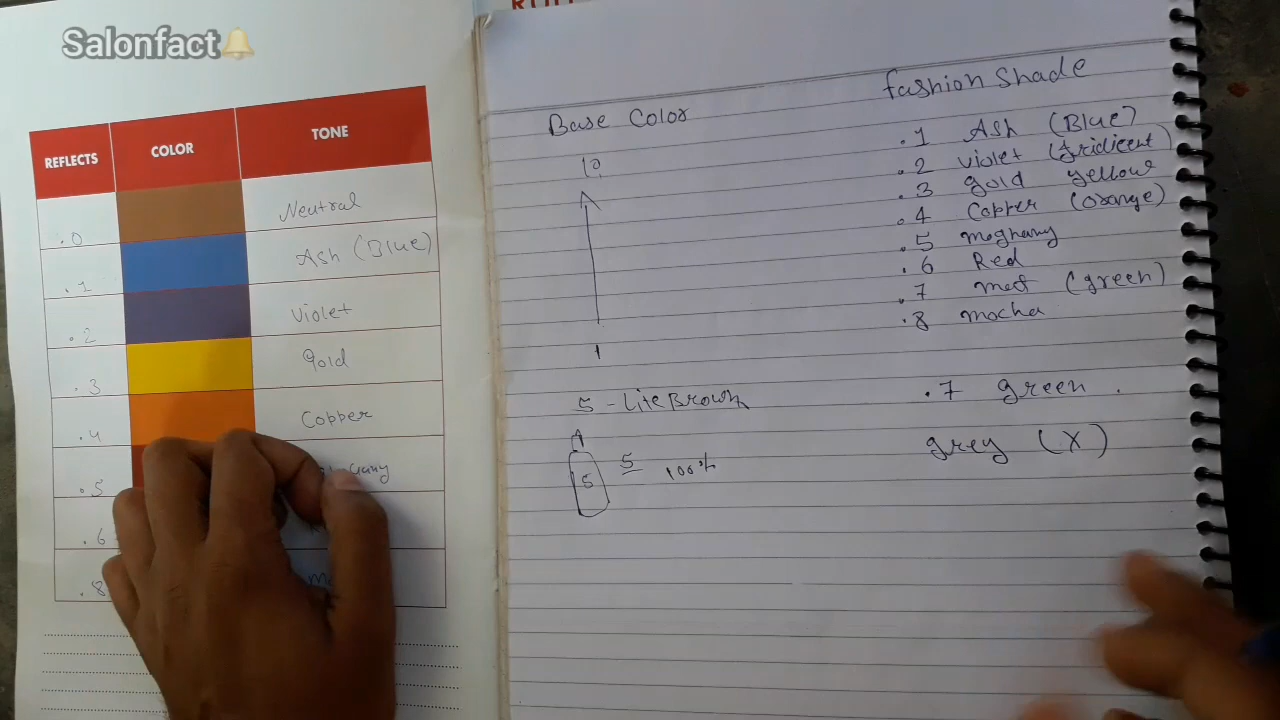 Salonfact
REFLECTS COLOR TONE
.0 Neutral
.1 Ash (Blue)
.2 Violet
.3 gold
.4 Copper
.5
.6
.8
Base Color
10
1
5 - Lite Brown
5 5 100%
fashion Shade
.1 Ash (Blue)
.2 violet
.3 gold yellow
.4 Copper (orange)
.5 moghany
.6 Red
.7 mat (green)
.8 mocha
.7 green .
grey (X)